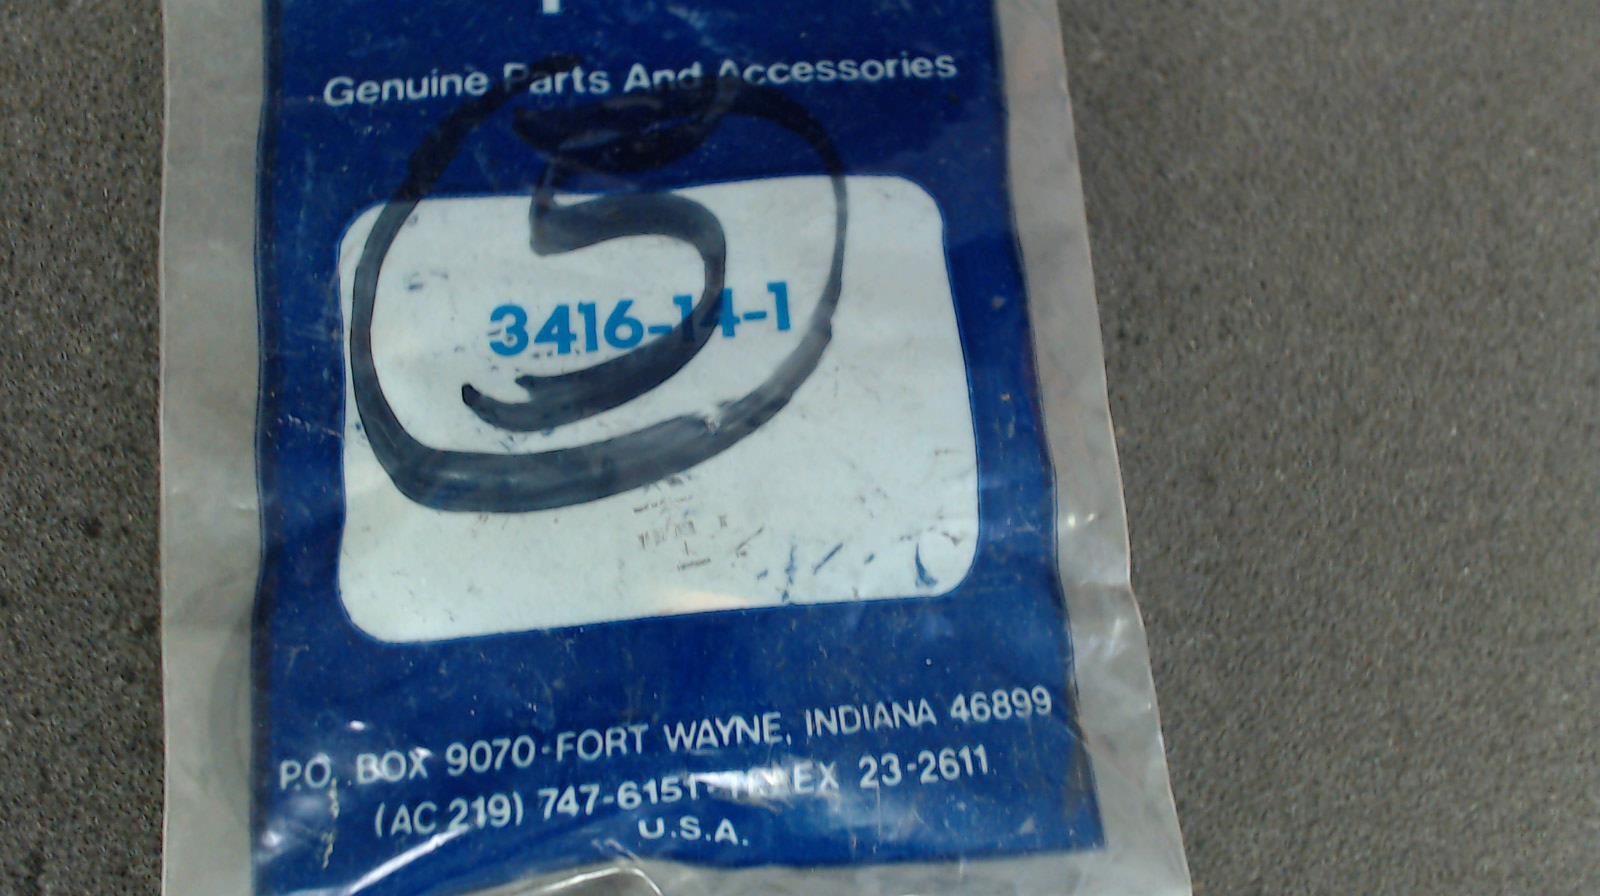 Genuine Parts And Accessories
5
3416-14-1
P.O. BOX 9070-FORT WAYNE, INDIANA 46899
(AC 219) 747-6151 TELEX 23-2611
U.S.A.